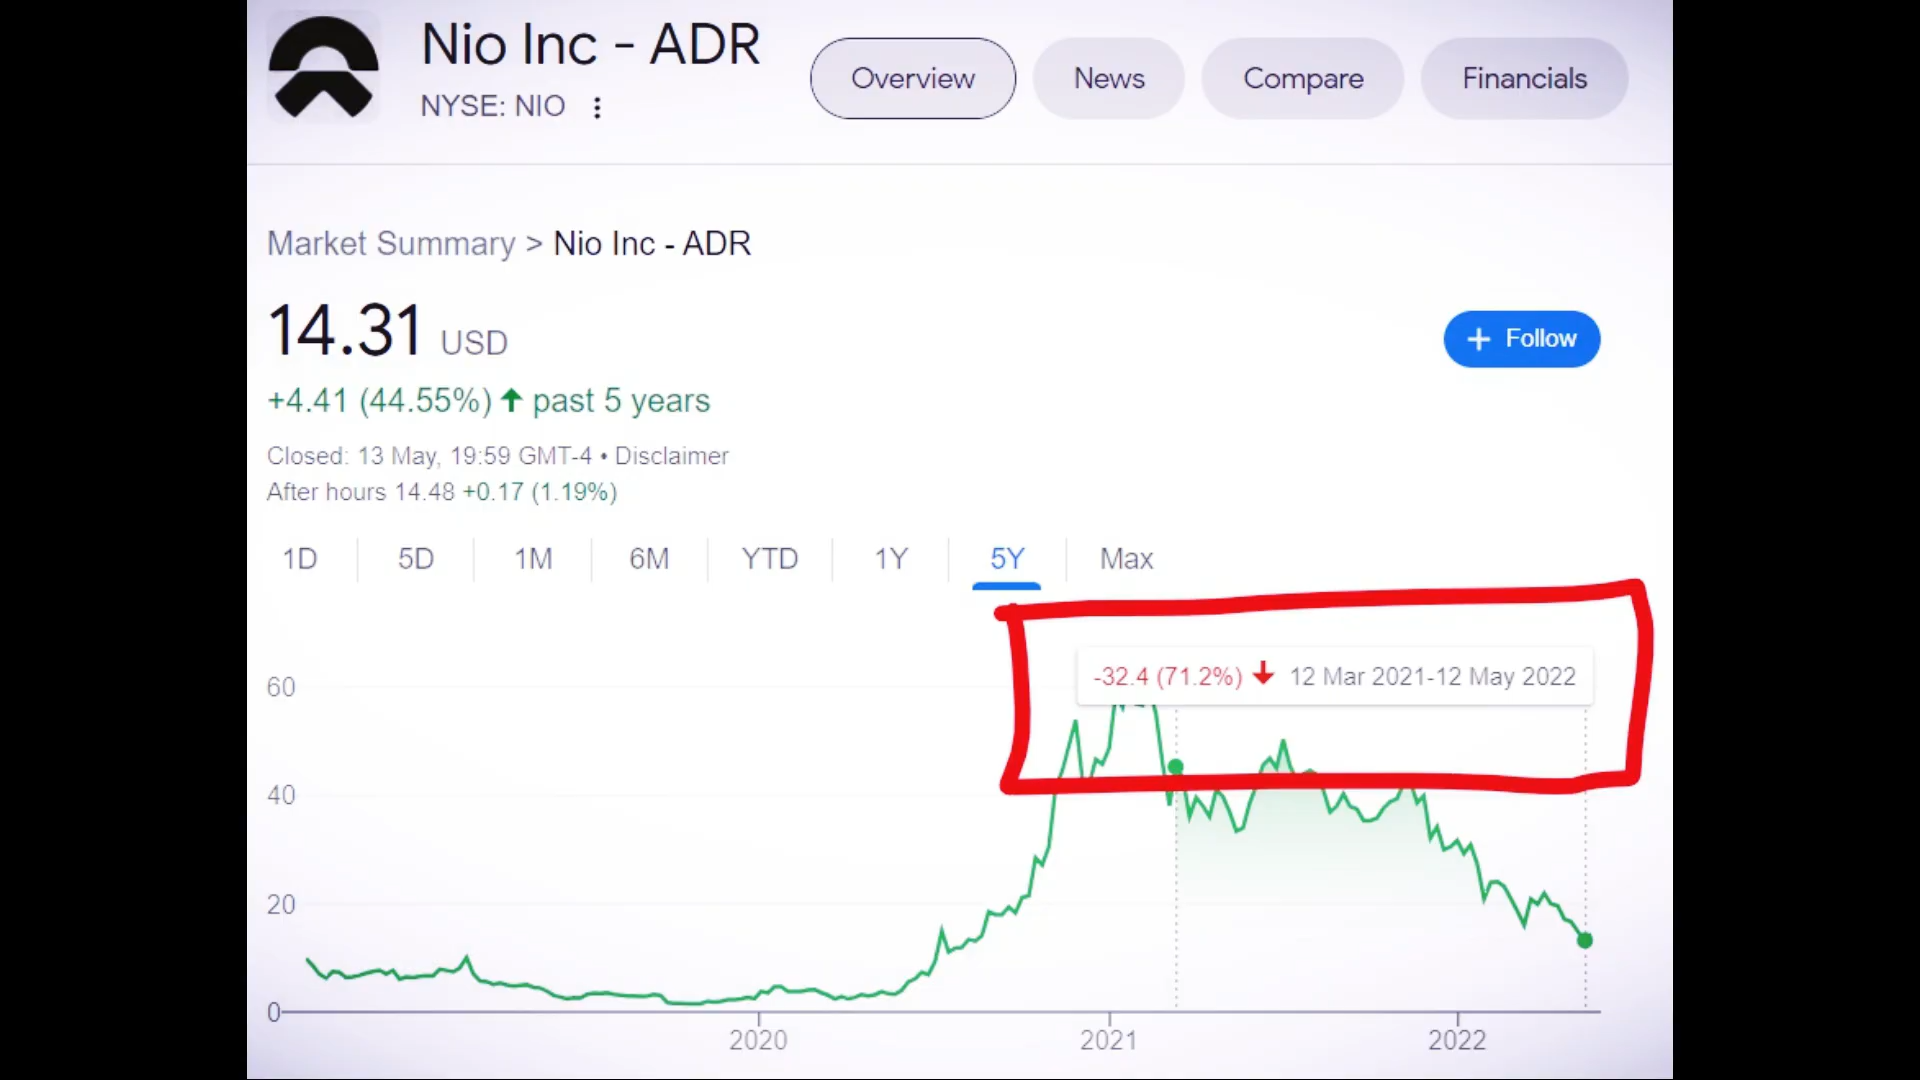 Nio Inc - ADR
NYSE: NIO
Overview
News
Compare
Financials
Market Summary > Nio Inc - ADR
14.31 USD
+ Follow
+4.41 (44.55%) ↑ past 5 years
Closed: 13 May, 19:59 GMT-4 • Disclaimer
After hours 14.48 +0.17 (1.19%)
1D 5D 1M 6M YTD 1Y 5Y Max
-32.4 (71.2%) ↓ 12 Mar 2021-12 May 2022
60
40
20
0
2020 2021 2022